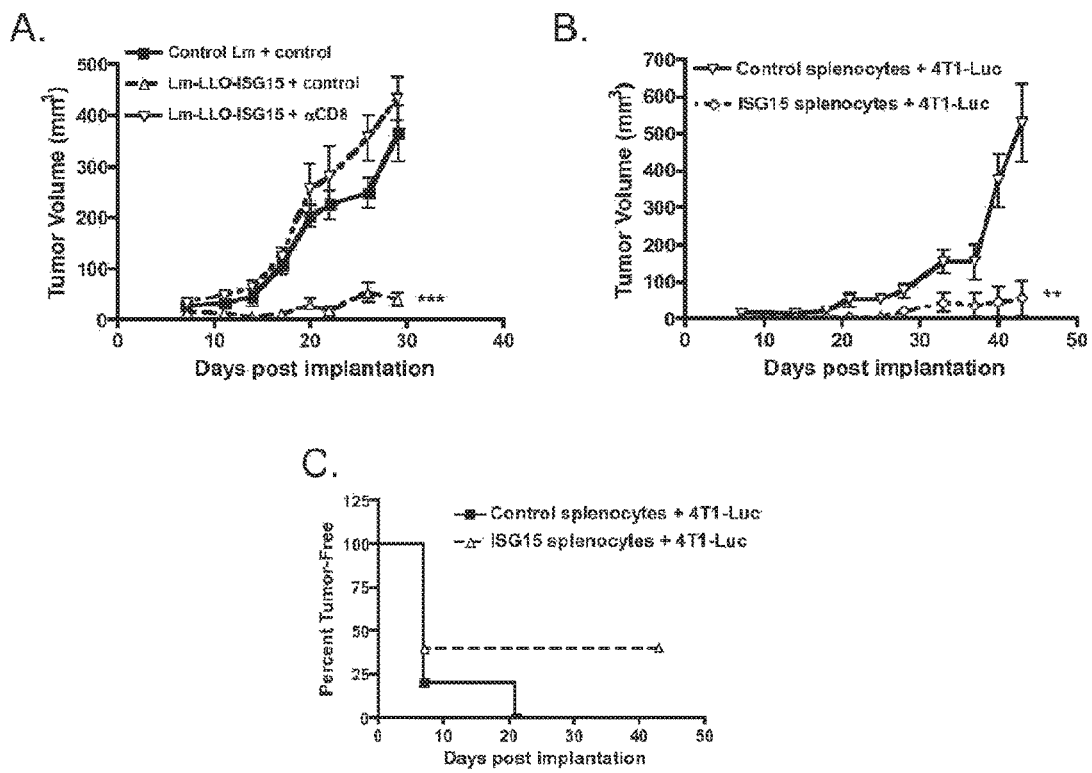 A.
Control Lm + control
Lm-LLO-ISG15 + control
Lm-LLO-ISG15 + αCD8
Tumor Volume (mm³)
500
400
300
200
100
0
***
0
10
20
30
40
Days post implantation
B.
Control splenocytes + 4T1-Luc
ISG15 splenocytes + 4T1-Luc
Tumor Volume (mm³)
700
600
500
400
300
200
100
0
**
0
10
20
30
40
50
Days post implantation
C.
Control splenocytes + 4T1-Luc
ISG15 splenocytes + 4T1-Luc
Percent Tumor-Free
125
100
75
50
25
0
0
10
20
30
40
50
Days post implantation